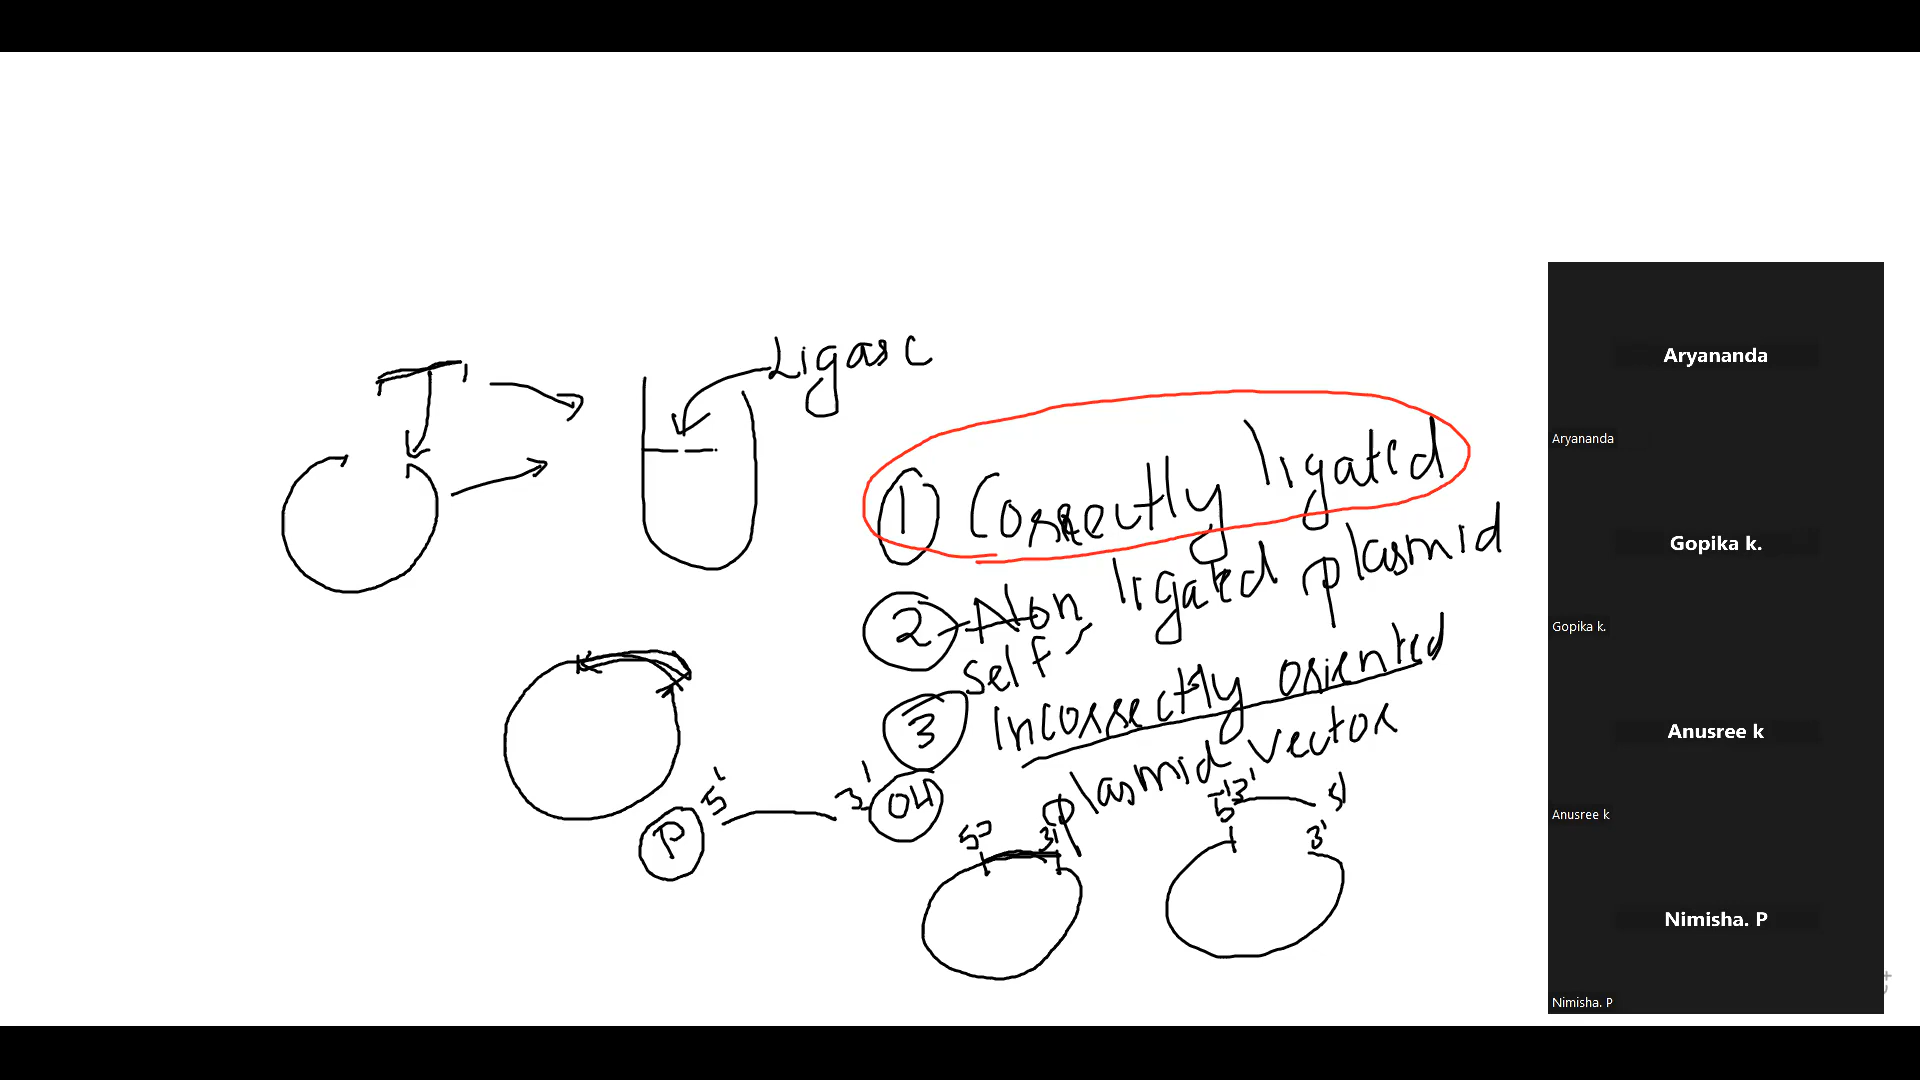 Ligase
① Correctly ligated
② Non ligated plasmid
self
③ Incorrectly oriented
plasmid vector
P 5' 3' OH
5' 3'
5' 3' 5'
3'
Aryananda
Aryananda
Gopika k.
Gopika k.
Anusree k
Anusree k
Nimisha. P
Nimisha. P